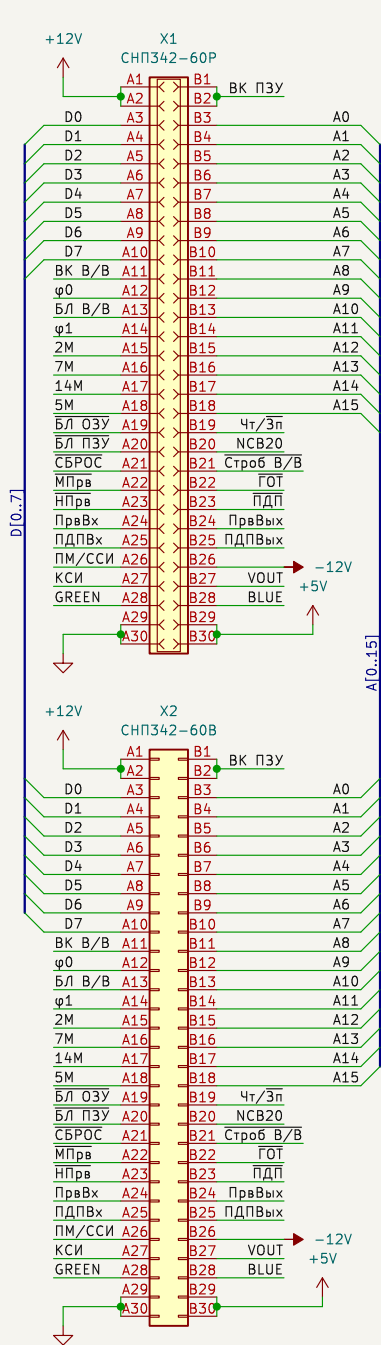 +12V X1
СНП342-60Р
A1 B1 ВК ПЗУ
A2 B2
D0 A3 B3 A0
D1 A4 B4 A1
D2 A5 B5 A2
D3 A6 B6 A3
D4 A7 B7 A4
D5 A8 B8 A5
D6 A9 B9 A6
D7 A10 B10 A7
ВК В/В A11 B11 A8
φ0 A12 B12 A9
БЛ В/В A13 B13 A10
φ1 A14 B14 A11
2М A15 B15 A12
7М A16 B16 A13
14М A17 B17 A14
5М A18 B18 A15
БЛ ОЗУ A19 B19 Чт/Зп
БЛ ПЗУ A20 B20 NCB20
СБРОС A21 B21 Строб В/В
МПрв A22 B22 ГОТ
НПрв A23 B23 ПДП
ПрвВх A24 B24 ПрвВых
ПДПВх A25 B25 ПДПВых
ПМ/ССИ A26 B26 -12V
КСИ A27 B27 VOUT
GREEN A28 B28 BLUE
+5V
A29 B29
A30 B30
D[0..7]
A[0..15]
+12V X2
СНП342-60В
A1 B1 ВК ПЗУ
A2 B2
D0 A3 B3 A0
D1 A4 B4 A1
D2 A5 B5 A2
D3 A6 B6 A3
D4 A7 B7 A4
D5 A8 B8 A5
D6 A9 B9 A6
D7 A10 B10 A7
ВК В/В A11 B11 A8
φ0 A12 B12 A9
БЛ В/В A13 B13 A10
φ1 A14 B14 A11
2М A15 B15 A12
7М A16 B16 A13
14М A17 B17 A14
5М A18 B18 A15
БЛ ОЗУ A19 B19 Чт/Зп
БЛ ПЗУ A20 B20 NCB20
СБРОС A21 B21 Строб В/В
МПрв A22 B22 ГОТ
НПрв A23 B23 ПДП
ПрвВх A24 B24 ПрвВых
ПДПВх A25 B25 ПДПВых
ПМ/ССИ A26 B26 -12V
КСИ A27 B27 VOUT
GREEN A28 B28 BLUE
+5V
A29 B29
A30 B30